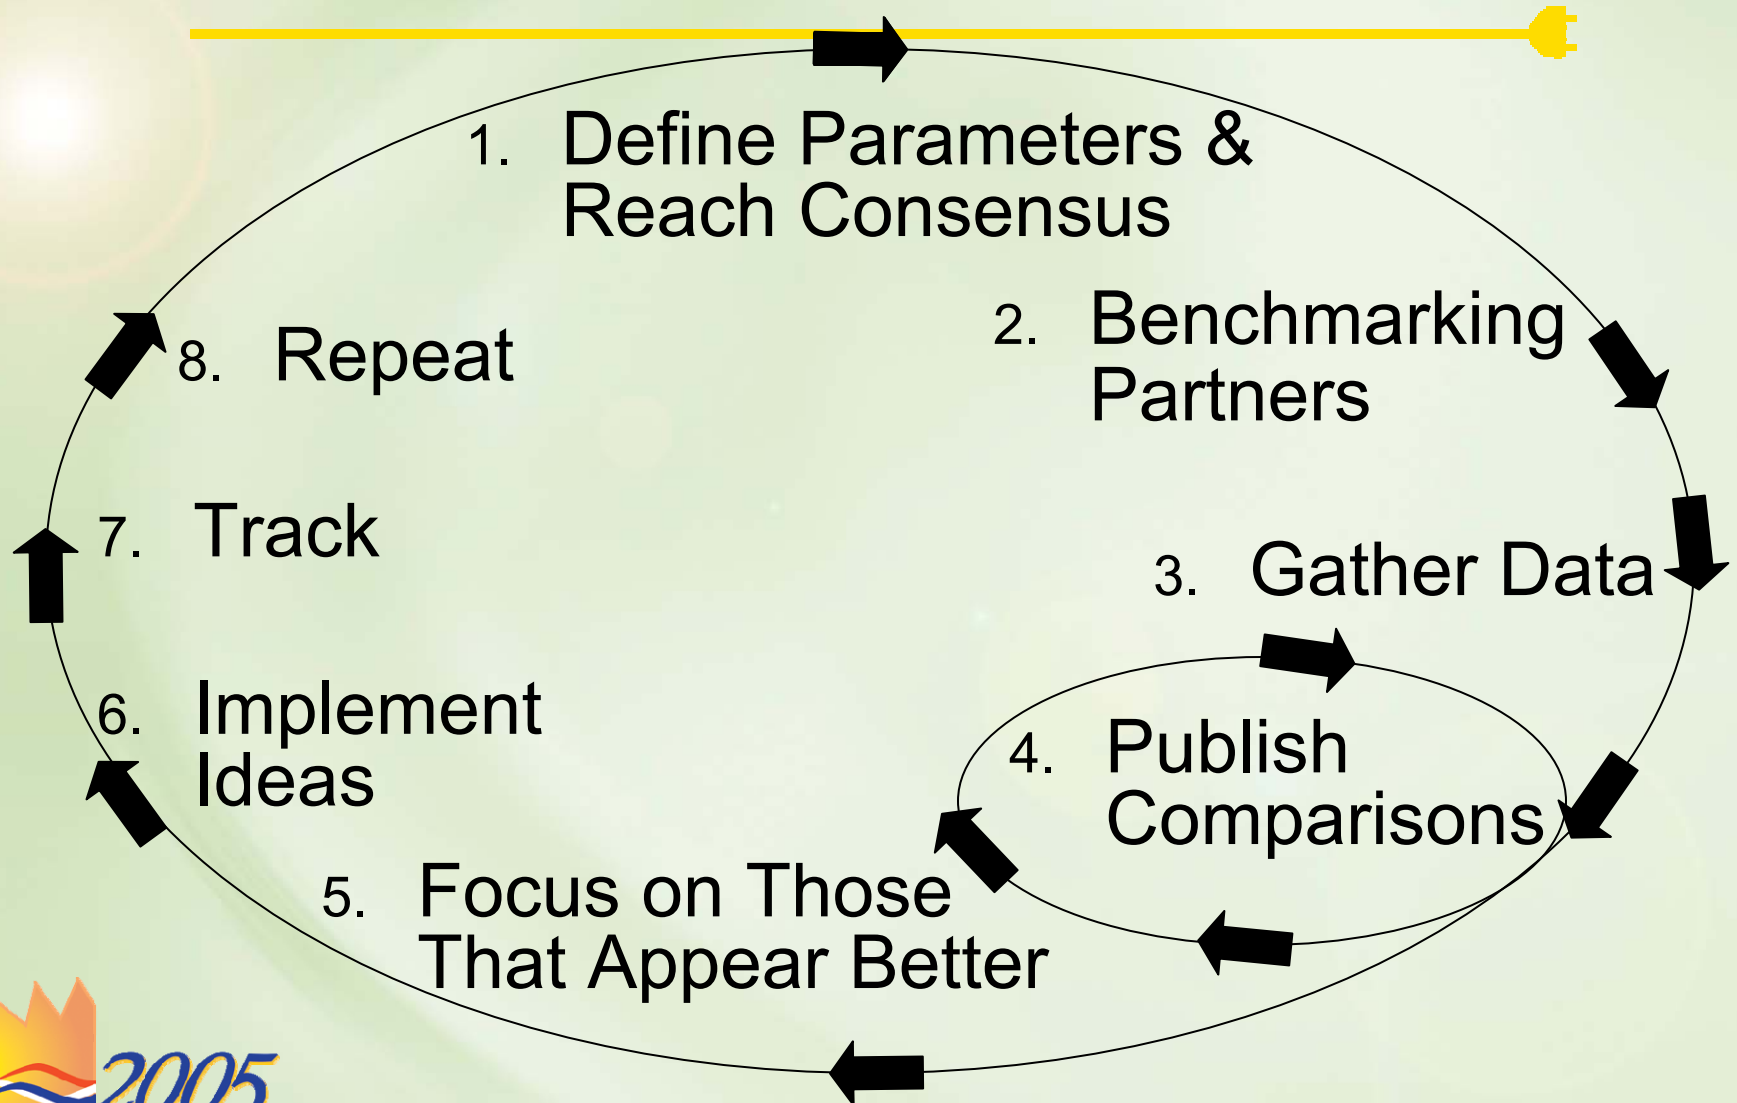 1. Define Parameters &
Reach Consensus
2. Benchmarking
Partners
3. Gather Data
4. Publish
Comparisons
5. Focus on Those
That Appear Better
6. Implement
Ideas
7. Track
8. Repeat
2005